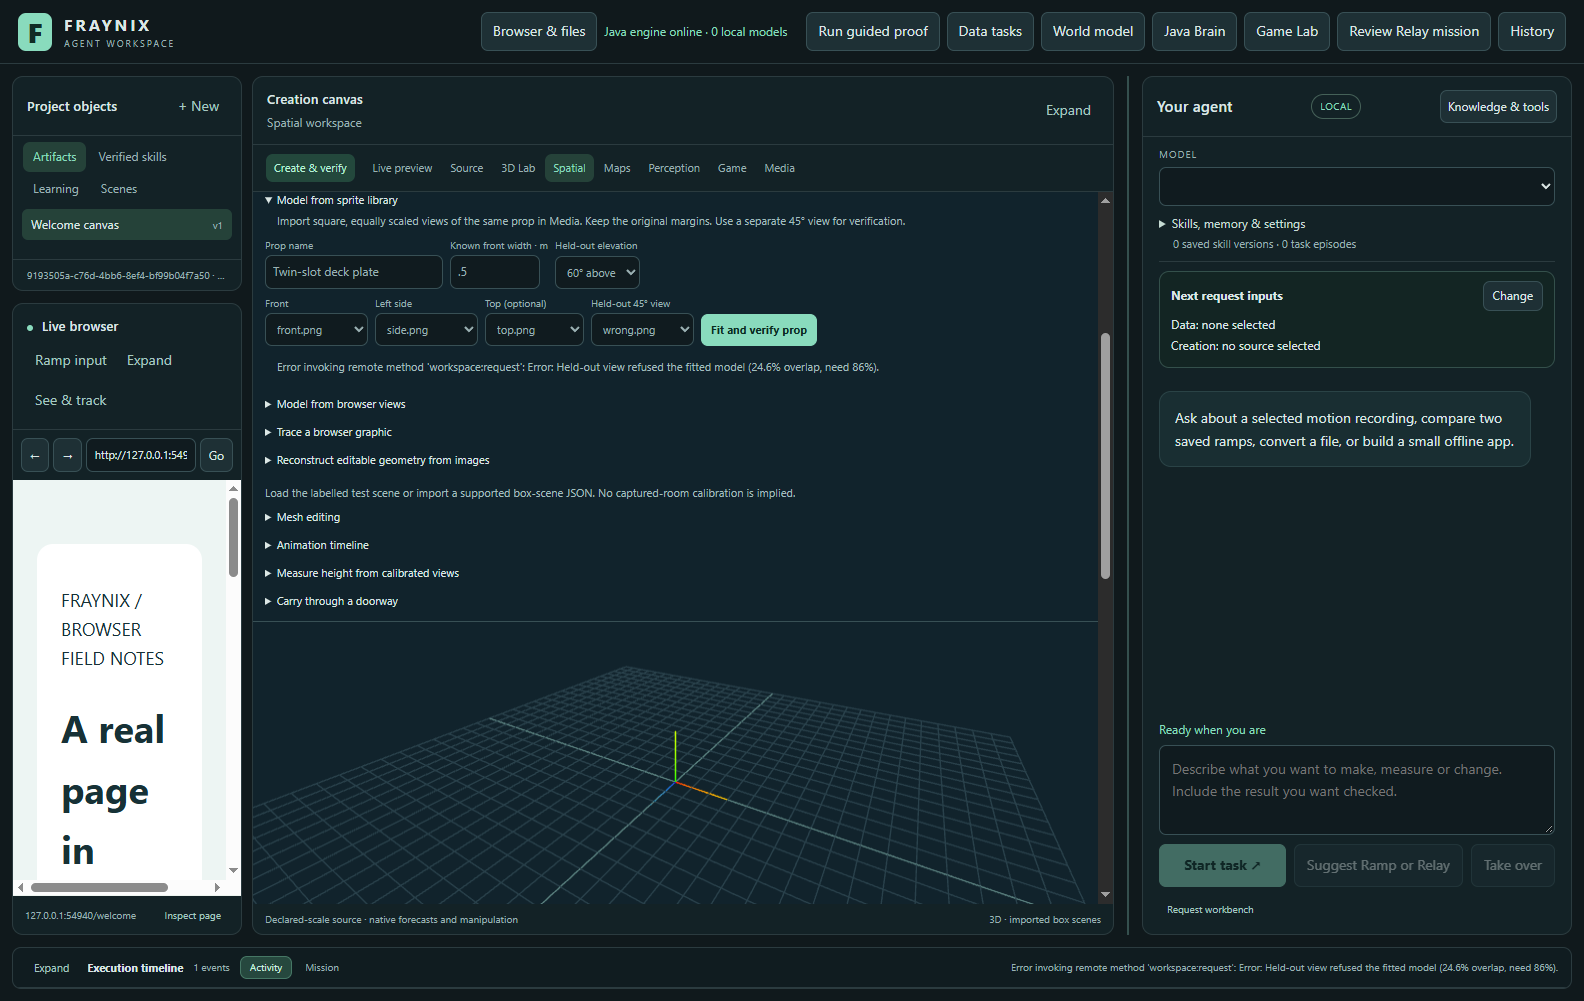 F FRAYNIX
AGENT WORKSPACE
Browser & files
Java engine online · 0 local models
Run guided proof
Data tasks
World model
Java Brain
Game Lab
Review Relay mission
History
Project objects
+ New
Artifacts
Verified skills
Learning
Scenes
Welcome canvas
v1
9193505a-c76d-4bb6-8ef4-bf99b04f7a50 · ...
Live browser
Ramp input
Expand
See & track
←
→
http://127.0.0.1:549
Go
FRAYNIX /
BROWSER
FIELD NOTES
A real
page
in
127.0.0.1:54940/welcome
Inspect page
Creation canvas
Spatial workspace
Expand
Create & verify
Live preview
Source
3D Lab
Spatial
Maps
Perception
Game
Media
▼ Model from sprite library
Import square, equally scaled views of the same prop in Media. Keep the original margins. Use a separate 45° view for verification.
Prop name
Known front width · m
Held-out elevation
Twin-slot deck plate
.5
60° above
Front
Left side
Top (optional)
Held-out 45° view
front.png
side.png
top.png
wrong.png
Fit and verify prop
Error invoking remote method 'workspace:request': Error: Held-out view refused the fitted model (24.6% overlap, need 86%).
▶ Model from browser views
▶ Trace a browser graphic
▶ Reconstruct editable geometry from images
Load the labelled test scene or import a supported box-scene JSON. No captured-room calibration is implied.
▶ Mesh editing
▶ Animation timeline
▶ Measure height from calibrated views
▶ Carry through a doorway
Declared-scale source · native forecasts and manipulation
3D · imported box scenes
Your agent
LOCAL
Knowledge & tools
MODEL
▶ Skills, memory & settings
0 saved skill versions · 0 task episodes
Next request inputs
Change
Data: none selected
Creation: no source selected
Ask about a selected motion recording, compare two
saved ramps, convert a file, or build a small offline app.
Ready when you are
Describe what you want to make, measure or change.
Include the result you want checked.
Start task ↗
Suggest Ramp or Relay
Take over
Request workbench
Expand
Execution timeline
1 events
Activity
Mission
Error invoking remote method 'workspace:request': Error: Held-out view refused the fitted model (24.6% overlap, need 86%).